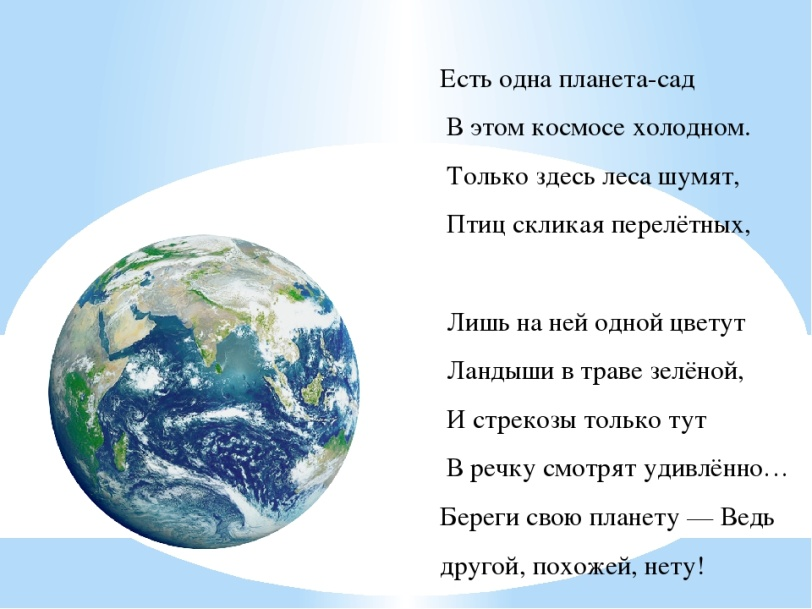 Есть одна планета-сад
В этом космосе холодном.
Только здесь леса шумят,
Птиц скликая перелётных,
Лишь на ней одной цветут
Ландыши в траве зелёной,
И стрекозы только тут
В речку смотрят удивлённо…
Береги свою планету — Ведь
другой, похожей, нету!